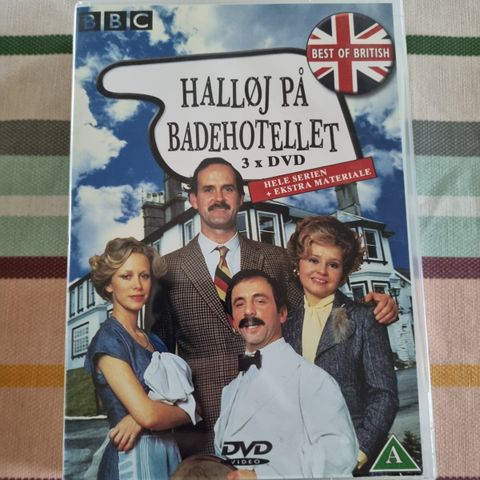 BBC
BEST OF BRITISH
HALLØJ PÅ
BADEHOTELLET
3 x DVD
HELE SERIEN
+ EKSTRA MATERIALE
DVD
VIDEO
A